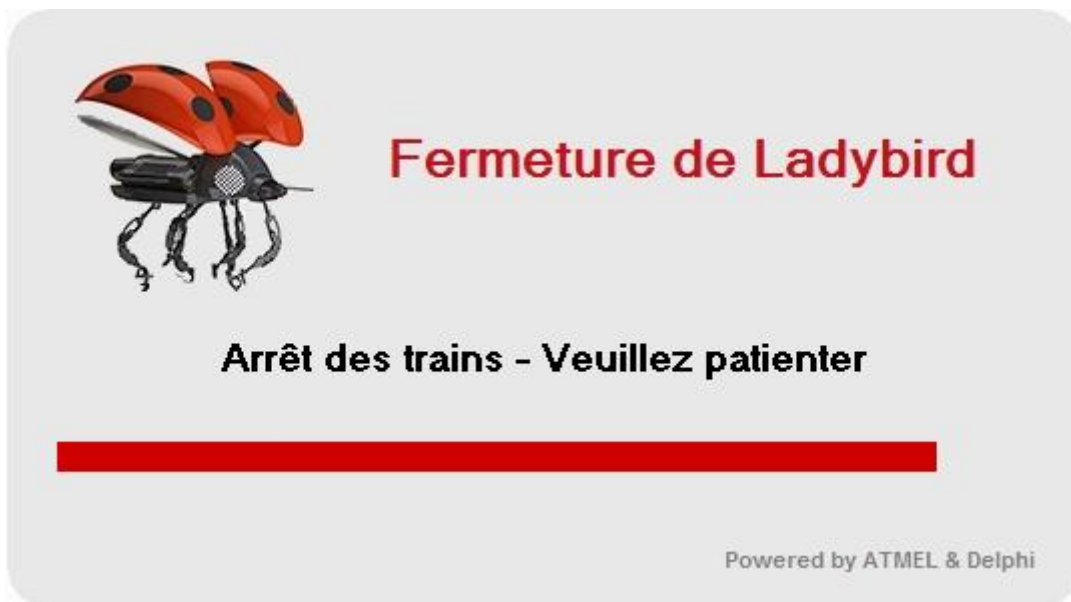 Fermeture de Ladybird
Arrêt des trains - Veuillez patienter
Powered by ATMEL & Delphi